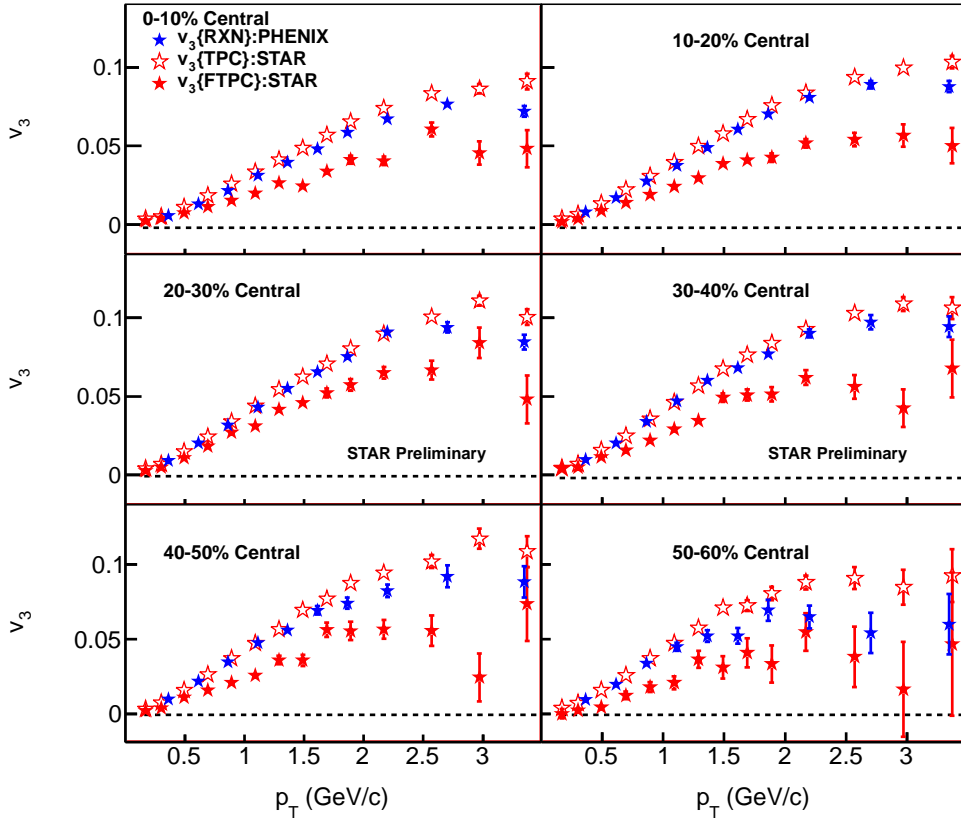 0-10% Central
v3{RXN}:PHENIX
v3{TPC}:STAR
v3{FTPC}:STAR
10-20% Central
0.1
0.05
0
v3
20-30% Central
30-40% Central
0.1
0.05
0
v3
STAR Preliminary
STAR Preliminary
40-50% Central
50-60% Central
0.1
0.05
0
v3
0.5 1 1.5 2 2.5 3
0.5 1 1.5 2 2.5 3
pT (GeV/c)
pT (GeV/c)